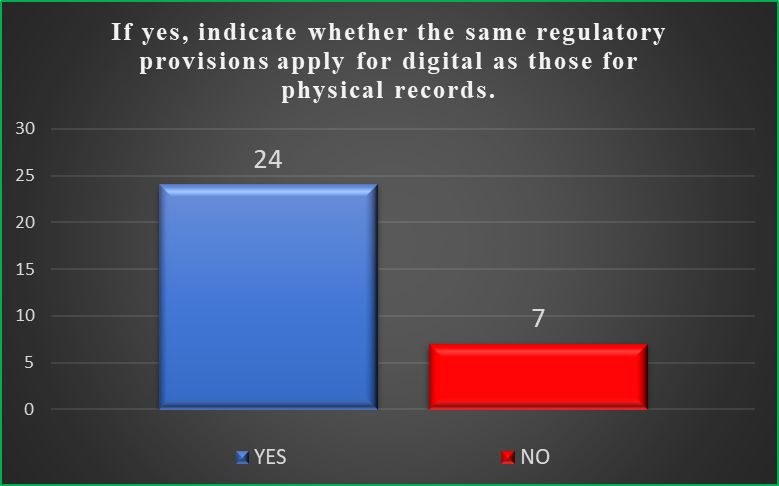 If yes, indicate whether the same regulatory
provisions apply for digital as those for
physical records.
30
25
20
15
10
5
0
24
7
YES
NO